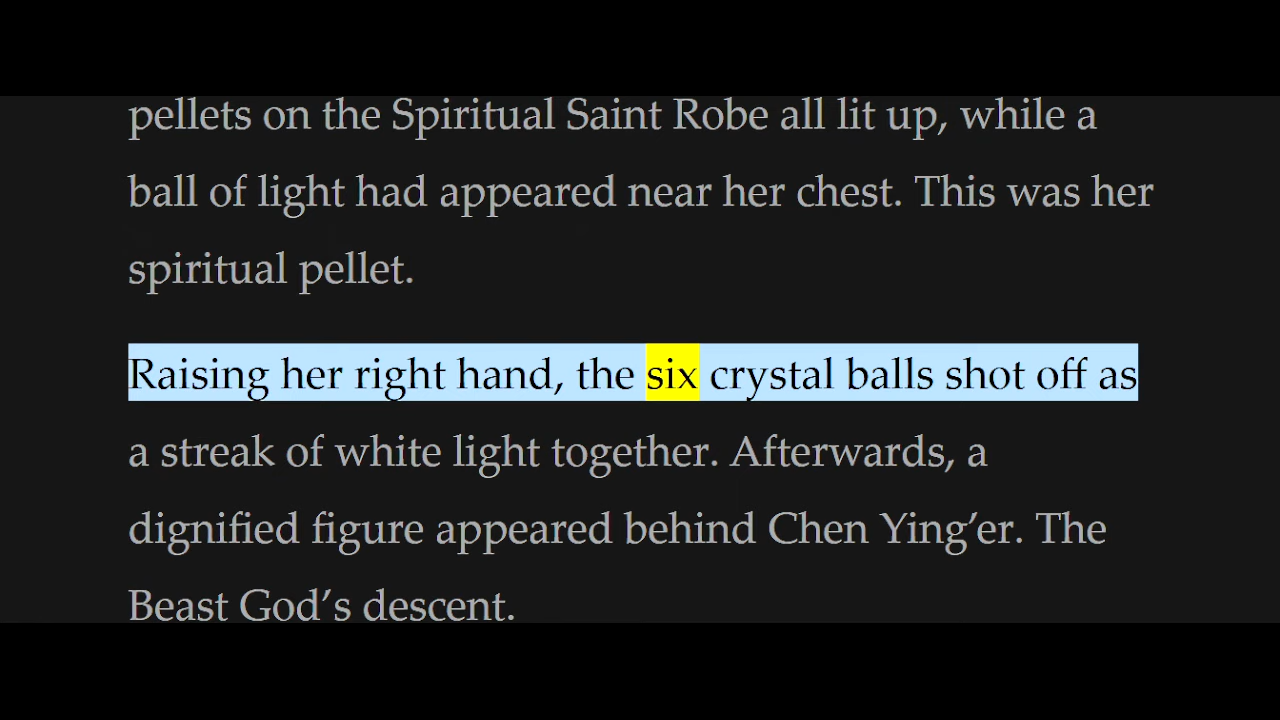 pellets on the Spiritual Saint Robe all lit up, while a
ball of light had appeared near her chest. This was her
spiritual pellet.
Raising her right hand, the six crystal balls shot off as
a streak of white light together. Afterwards, a
dignified figure appeared behind Chen Ying’er. The
Beast God’s descent.